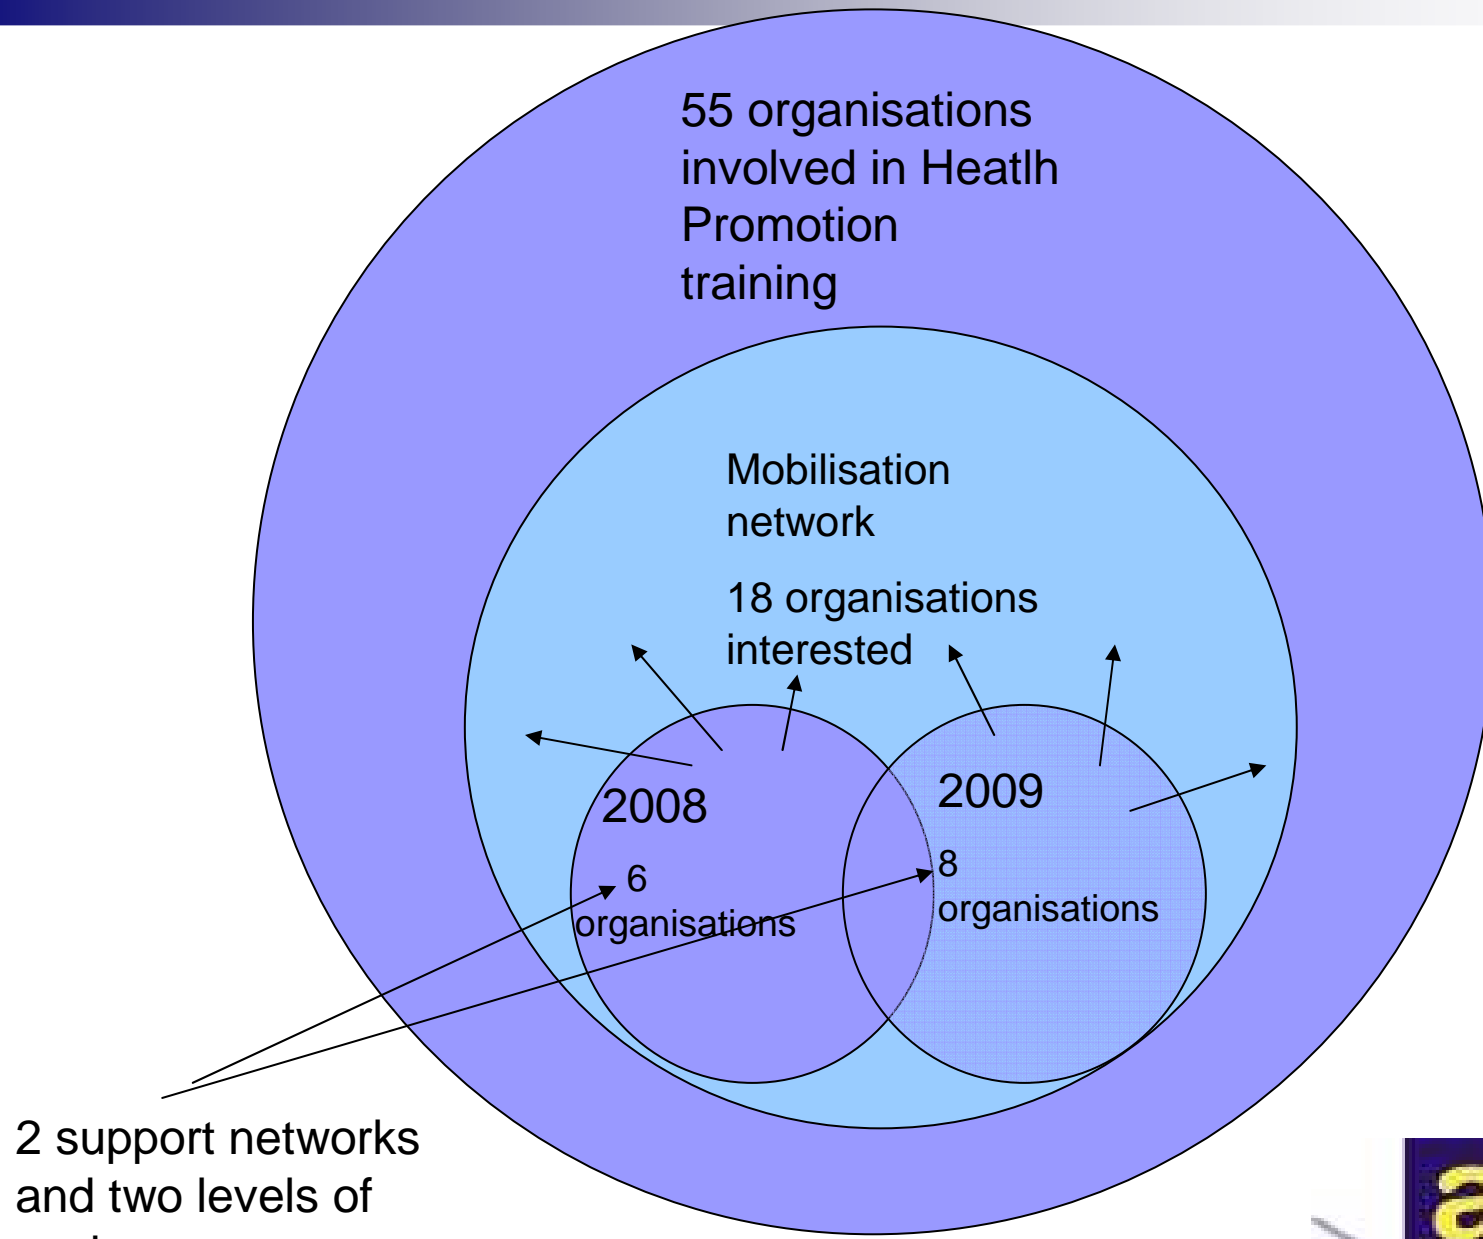 55 organisations
involved in Heatlh
Promotion
training
Mobilisation
network
18 organisations
interested
2008
6
organisations
2009
8
organisations
2 support networks
and two levels of
a